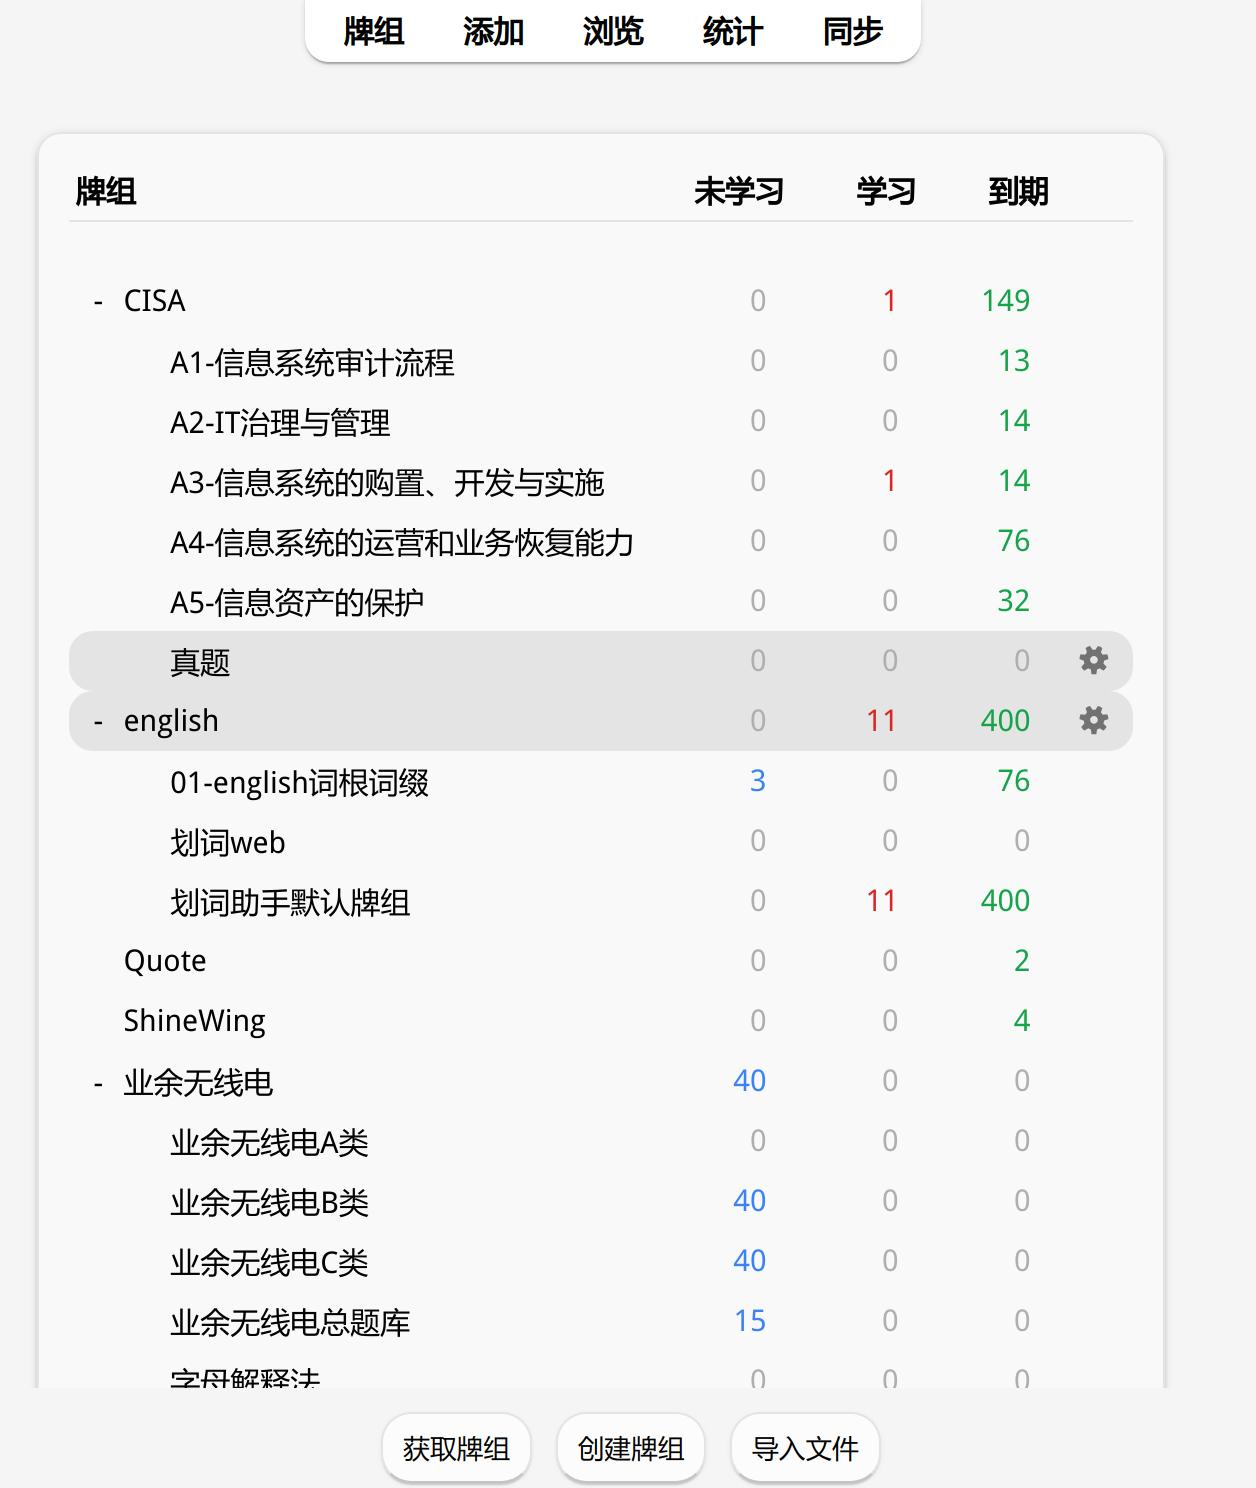 牌组 添加 浏览 统计 同步
牌组 未学习 学习 到期
- CISA 0 1 149
A1-信息系统审计流程 0 0 13
A2-IT治理与管理 0 0 14
A3-信息系统的购置、开发与实施 0 1 14
A4-信息系统的运营和业务恢复能力 0 0 76
A5-信息资产的保护 0 0 32
真题 0 0 0
- english 0 11 400
01-english词根词缀 3 0 76
划词web 0 0 0
划词助手默认牌组 0 11 400
Quote 0 0 2
ShineWing 0 0 4
- 业余无线电 40 0 0
业余无线电A类 0 0 0
业余无线电B类 40 0 0
业余无线电C类 40 0 0
业余无线电总题库 15 0 0
字母解释法 0 0 0
获取牌组 创建牌组 导入文件